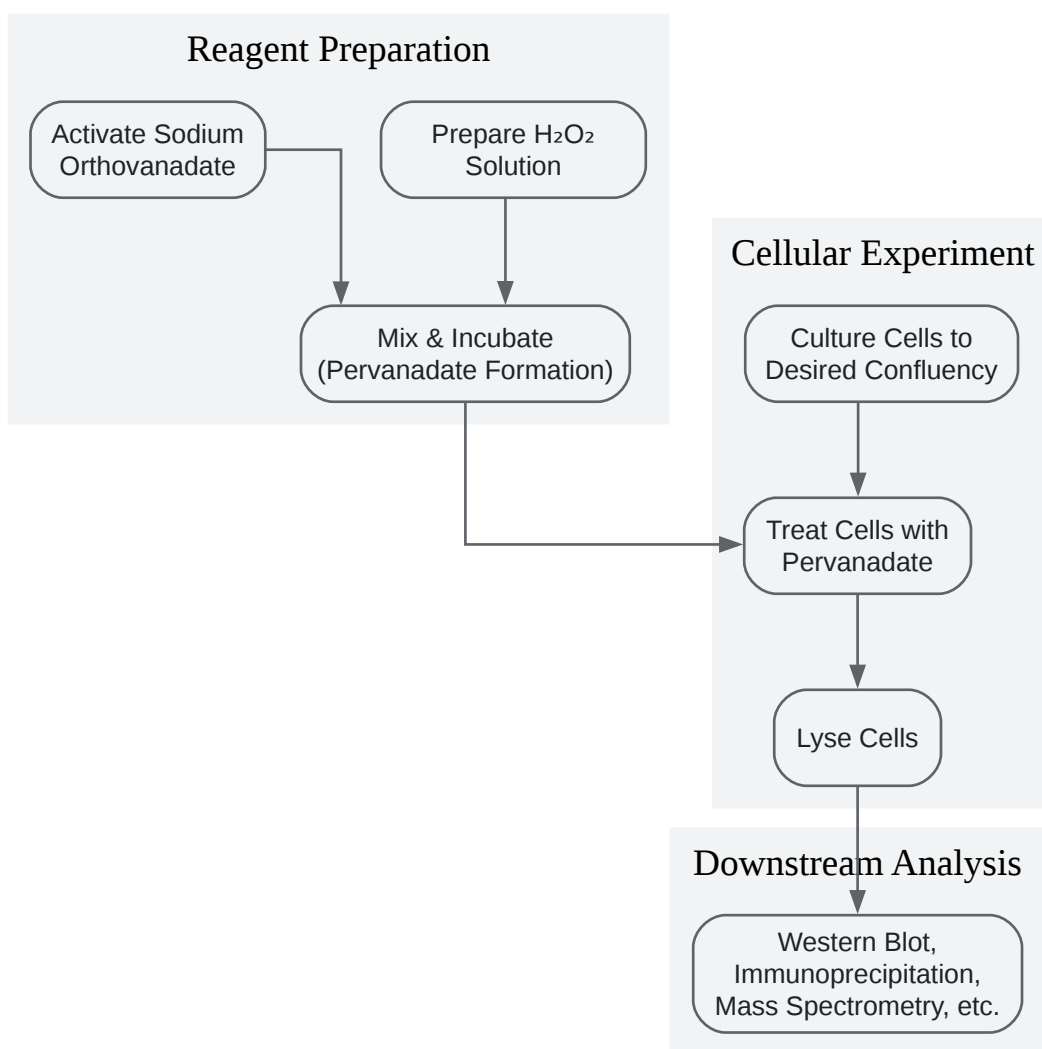 Reagent Preparation
Activate Sodium
Orthovanadate
Prepare H₂O₂
Solution
Mix & Incubate
(Pervanadate Formation)
Cellular Experiment
Culture Cells to
Desired Confluency
Treat Cells with
Pervanadate
Lyse Cells
Downstream Analysis
Western Blot,
Immunoprecipitation,
Mass Spectrometry, etc.